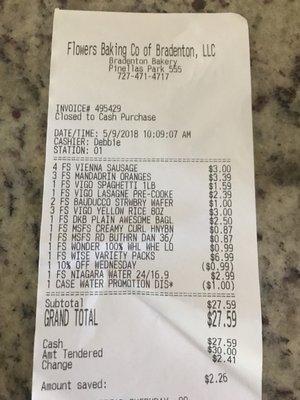 Flowers Baking Co of Bradenton, LLC
Bradenton Bakery
Pinellas Park 555
727-471-4717
INVOICE# 495429
Closed to Cash Purchase
DATE/TIME: 5/9/2018 10:09:07 AM
CASHIER: Debbie
STATION: 01
4 FS VIENNA SAUSAGE $3.00
3 FS MANDADRIN ORANGES $3.39
1 FS VIGO SPAGHETTI 1LB $1.59
1 FS VIGO LASAGNE PRE-COOKE $2.39
2 FS BAUDUCCO STRWBRY WAFER $1.00
3 FS VIGO YELLOW RICE 8OZ $3.00
1 FS DKB PLAIN AWESOME BAGL $2.50
1 FS MSFS CREAMY CURL HNYBN $0.87
1 FS MSFS RD BUTHRN DAN 36/ $0.87
1 FS WONDER 100% WHL WHE LO $0.99
1 FS WISE VARIETY PACKS $6.99
1 10% OFF WEDNESDAY ($0.99)
1 FS NIAGARA WATER 24/16.9 $2.99
1 CASE WATER PROMOTION DIS* ($1.00)
Subtotal $27.59
GRAND TOTAL $27.59
Cash $27.59
Amt Tendered $30.00
Change $2.41
Amount saved: $2.26